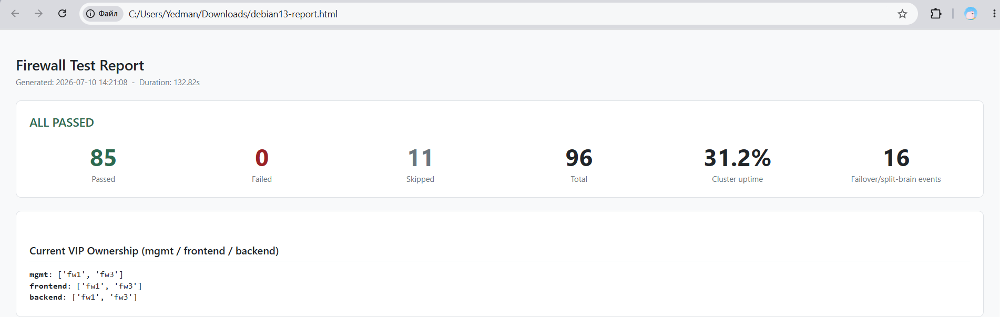 Файл C:/Users/Yedman/Downloads/debian13-report.html
Firewall Test Report
Generated: 2026-07-10 14:21:08 - Duration: 132.82s
ALL PASSED
85 0 11 96 31.2% 16
Passed Failed Skipped Total Cluster uptime Failover/split-brain events
Current VIP Ownership (mgmt / frontend / backend)
mgmt: ['fw1', 'fw3']
frontend: ['fw1', 'fw3']
backend: ['fw1', 'fw3']